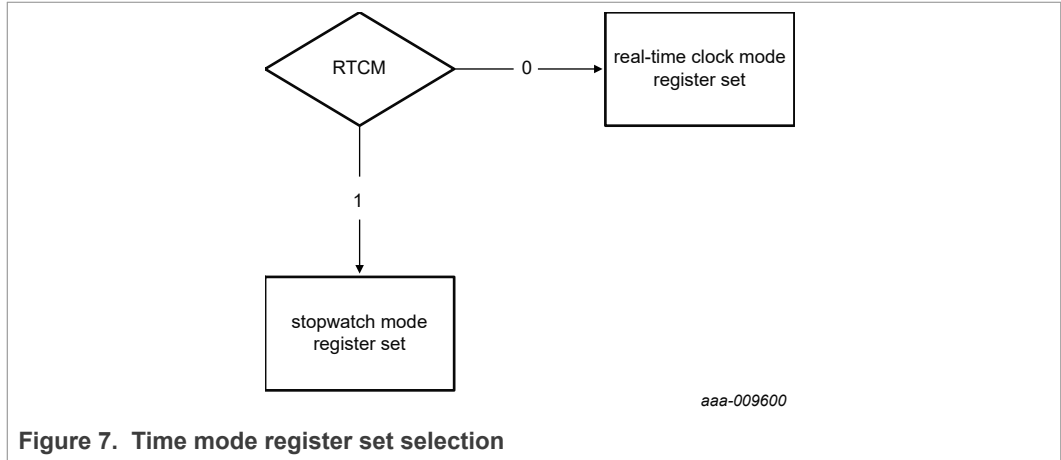 RTCM
0
real-time clock mode
register set
1
stopwatch mode
register set
aaa-009600
Figure 7. Time mode register set selection